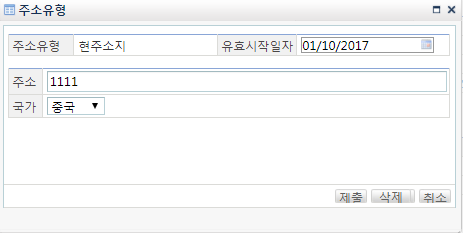 주소유형
주소유형 현주소지 유효시작일자 01/10/2017
주소 1111
국가 중국
제출 삭제 취소